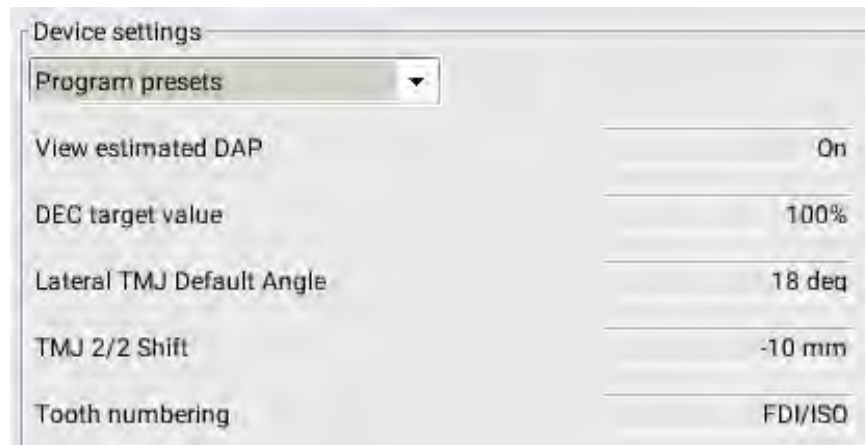 Device settings
Program presets
View estimated DAP On
DEC target value 100%
Lateral TMJ Default Angle 18 deg
TMJ 2/2 Shift -10 mm
Tooth numbering FDI/ISO